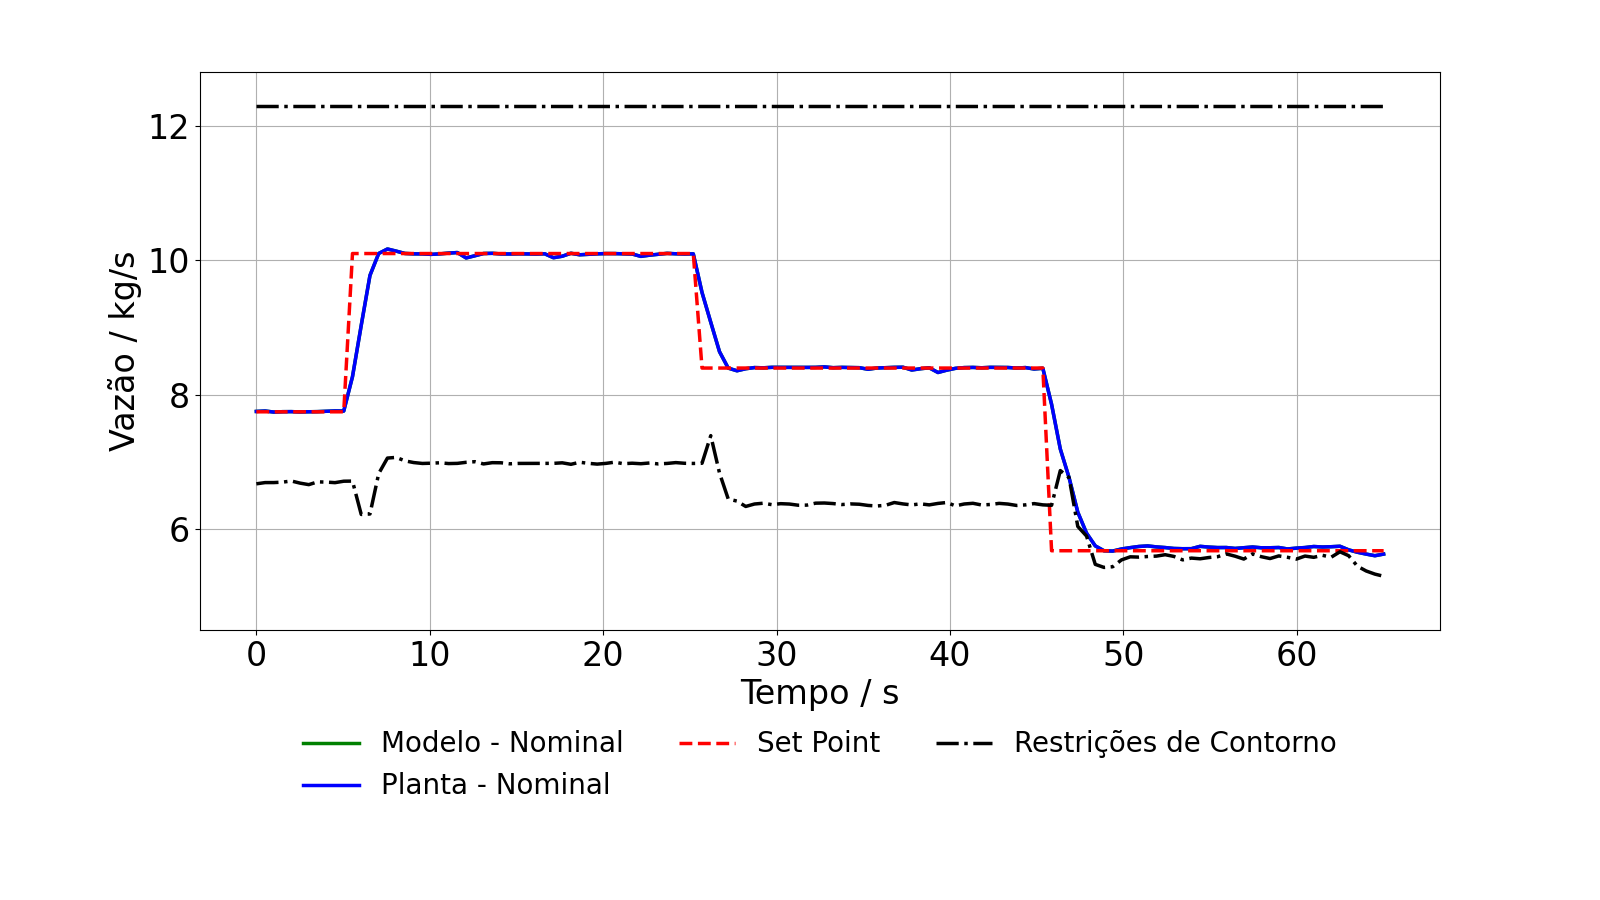 12
10
8
6
Vazão / kg/s
0 10 20 30 40 50 60
Tempo / s
Modelo - Nominal Set Point Restrições de Contorno
Planta - Nominal